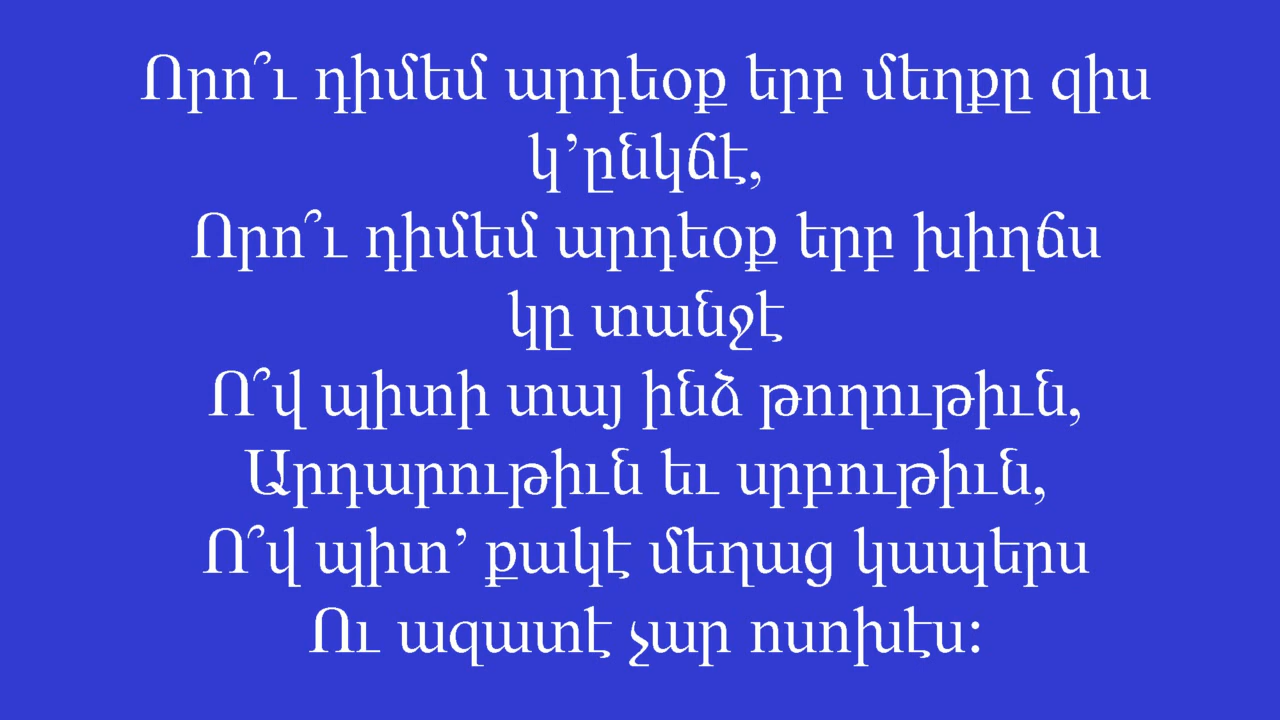 Որո՞ւ դիմեմ արդեօք երբ մեղքը զիս
կ’ընկճէ,
Որո՞ւ դիմեմ արդեօք երբ խիղճս
կը տանջէ
Ո՞վ պիտի տայ ինձ թողութիւն,
Արդարութիւն եւ սրբութիւն,
Ո՞վ պիտ’ քակէ մեղաց կապերս
Ու ազատէ չար ոսոխէս։